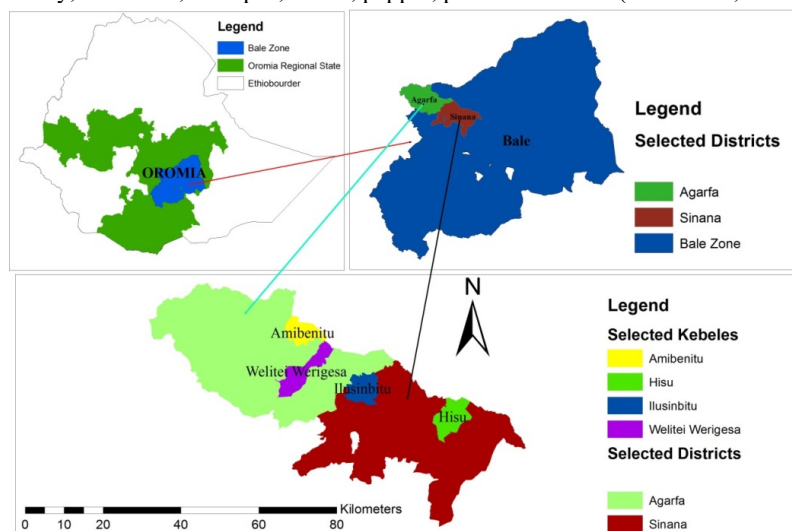 Legend
Bale Zone
Oromia Regional State
Ethiobourder
OROMIA
Agarfa
Sinana
Bale
Legend
Selected Districts
Agarfa
Sinana
Bale Zone
N
Amibenitu
Welitei Werigesa
Ilusinbitu
Hisu
Legend
Selected Kebeles
Amibenitu
Hisu
Ilusinbitu
Welitei Werigesa
Selected Districts
Agarfa
Sinana
Kilometers
0 5 10 20 40 60 80